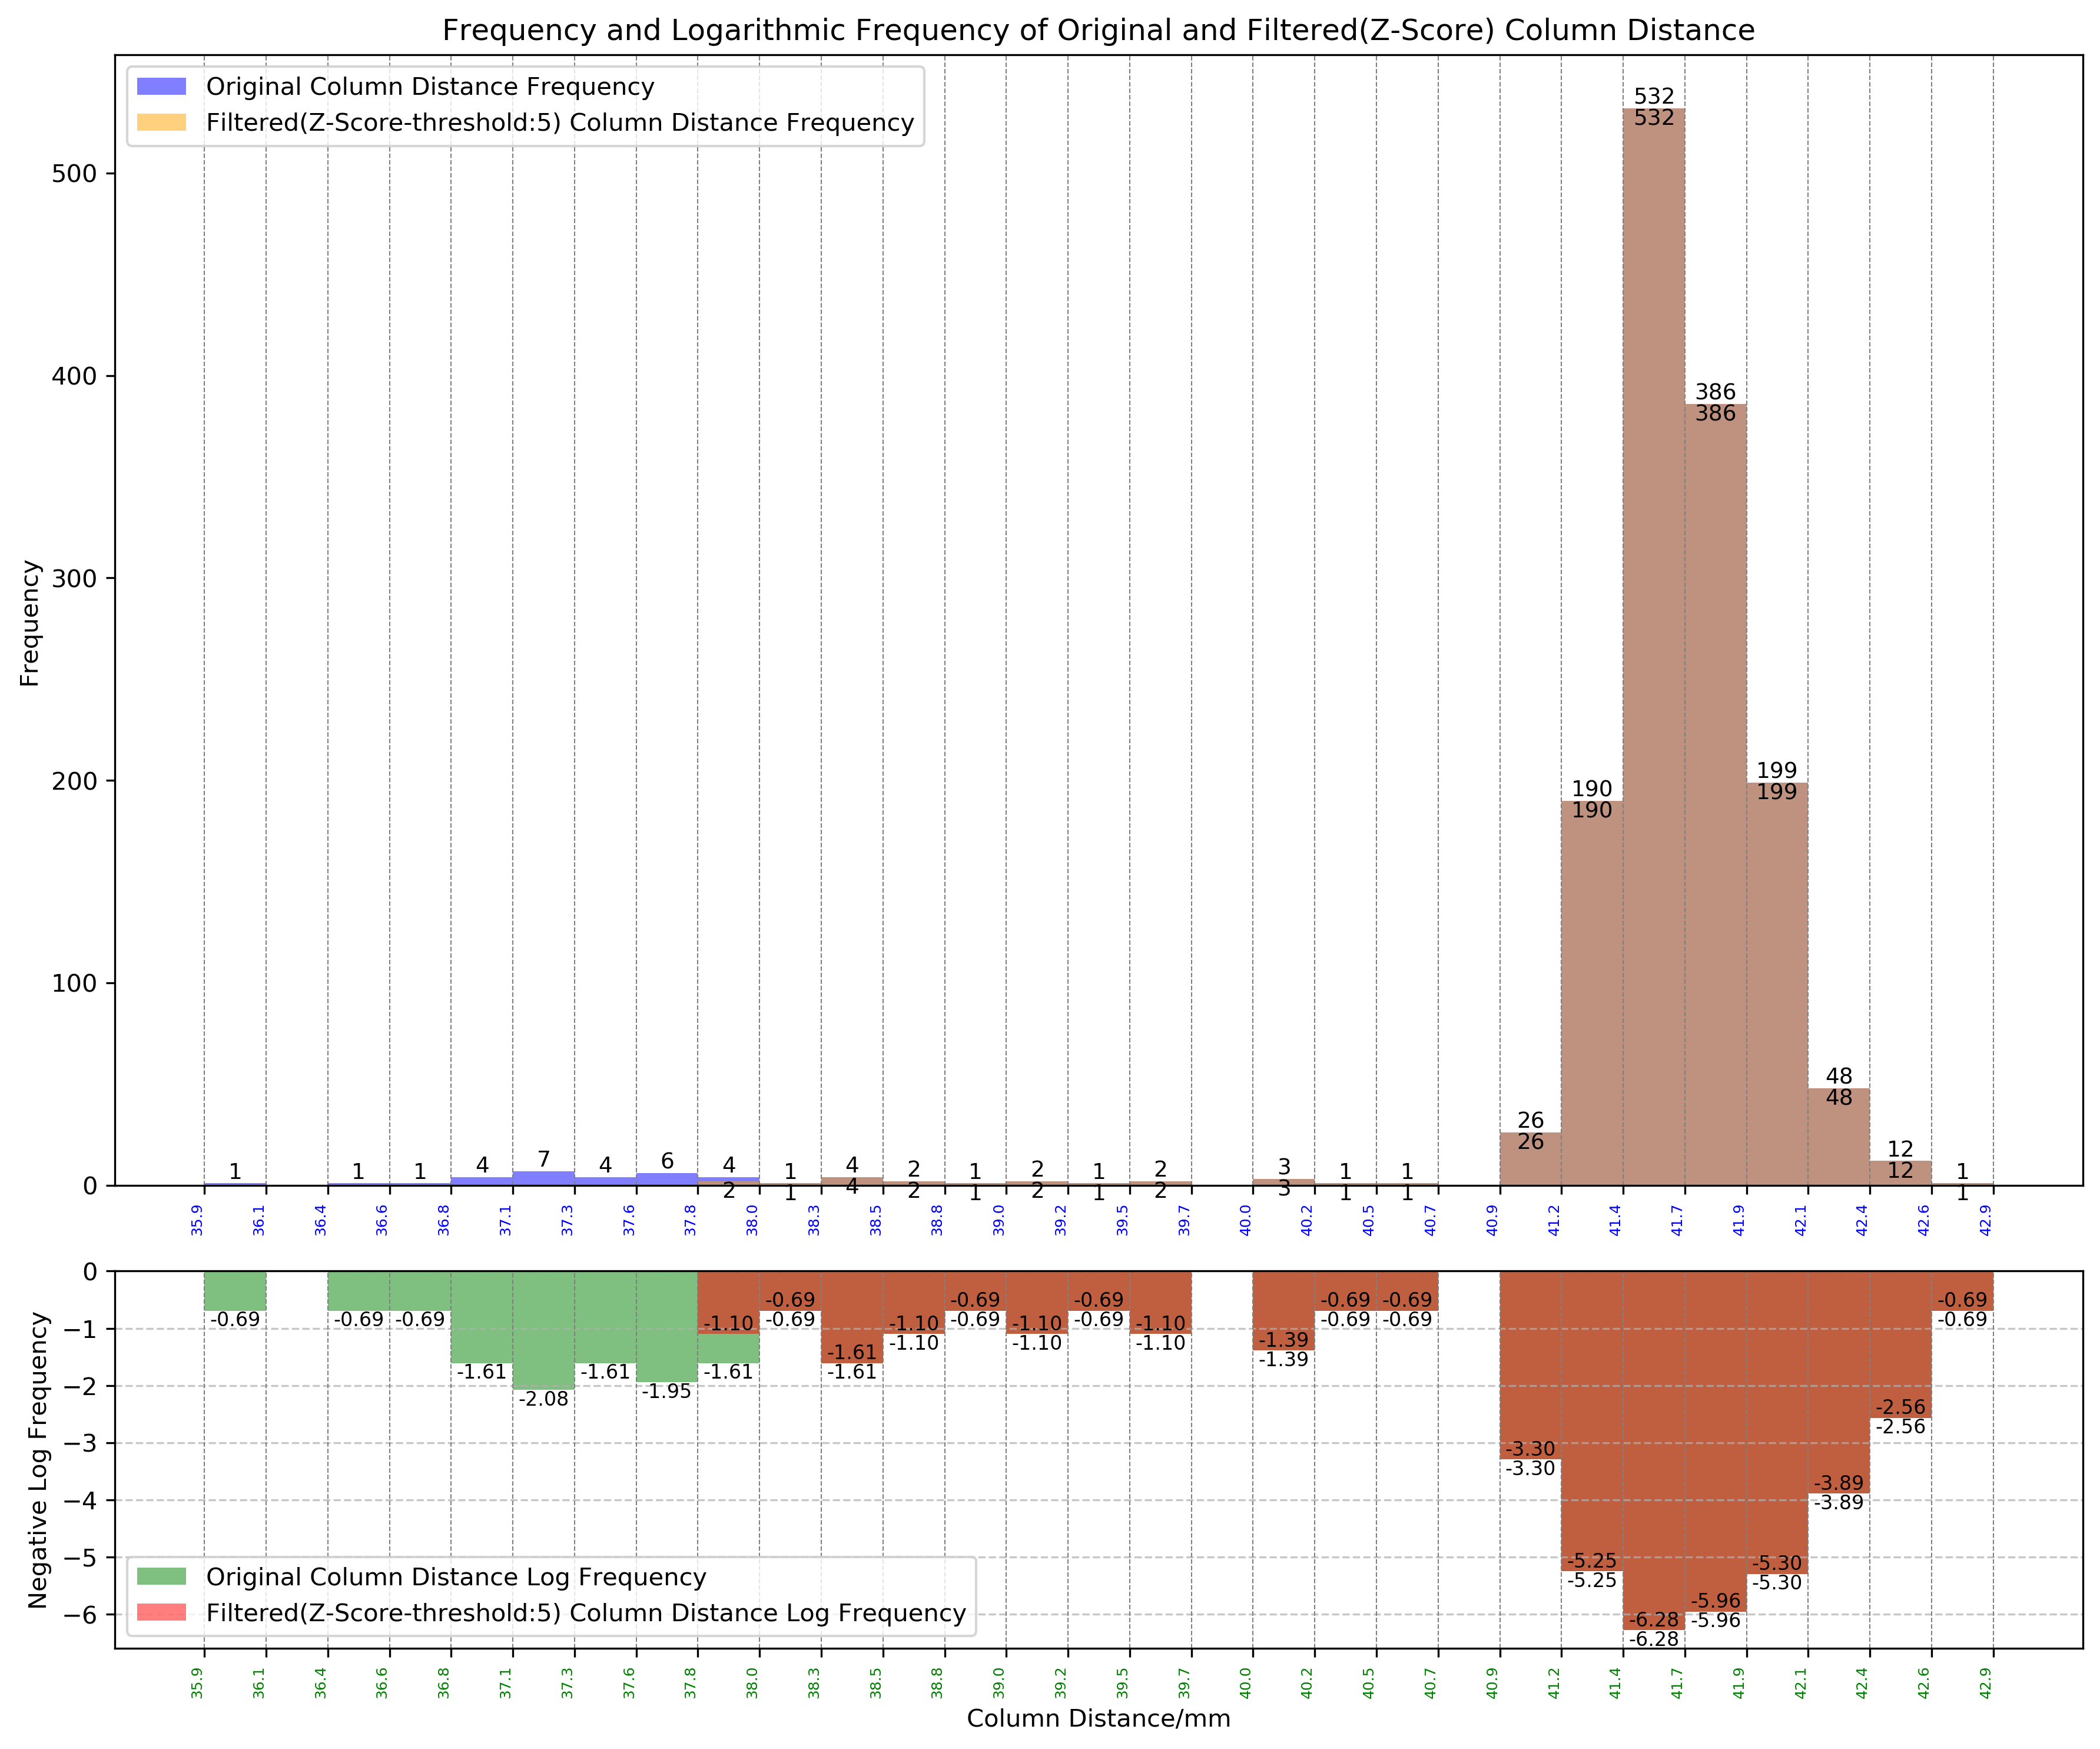 Frequency and Logarithmic Frequency of Original and Filtered(Z-Score) Column Distance
Original Column Distance Frequency
Filtered(Z-Score-threshold:5) Column Distance Frequency
Frequency
500
400
300
200
100
0
1 1 1 4 7 4 6 4 1 4 2 1 2 1 2 3 1 1 26 190 532 386 199 48 12 1
2 1 4 2 1 2 1 2 3 1 1 26 190 532 386 199 48 12 1
35.9 36.1 36.4 36.6 36.8 37.1 37.3 37.6 37.8 38.0 38.3 38.5 38.8 39.0 39.2 39.5 39.7 40.0 40.2 40.5 40.7 40.9 41.2 41.4 41.7 41.9 42.1 42.4 42.6 42.9
Negative Log Frequency
0
−1
−2
−3
−4
−5
−6
-1.10 -0.69 -1.61 -1.10 -0.69 -1.10 -0.69 -1.10 -1.39 -0.69 -0.69 -3.30 -5.25 -6.28 -5.96 -5.30 -3.89 -2.56 -0.69
-0.69 -0.69 -0.69 -1.61 -2.08 -1.61 -1.95 -1.61 -0.69 -1.61 -1.10 -0.69 -1.10 -0.69 -1.10 -1.39 -0.69 -0.69 -3.30 -5.25 -6.28 -5.96 -5.30 -3.89 -2.56 -0.69
Original Column Distance Log Frequency
Filtered(Z-Score-threshold:5) Column Distance Log Frequency
35.9 36.1 36.4 36.6 36.8 37.1 37.3 37.6 37.8 38.0 38.3 38.5 38.8 39.0 39.2 39.5 39.7 40.0 40.2 40.5 40.7 40.9 41.2 41.4 41.7 41.9 42.1 42.4 42.6 42.9
Column Distance/mm